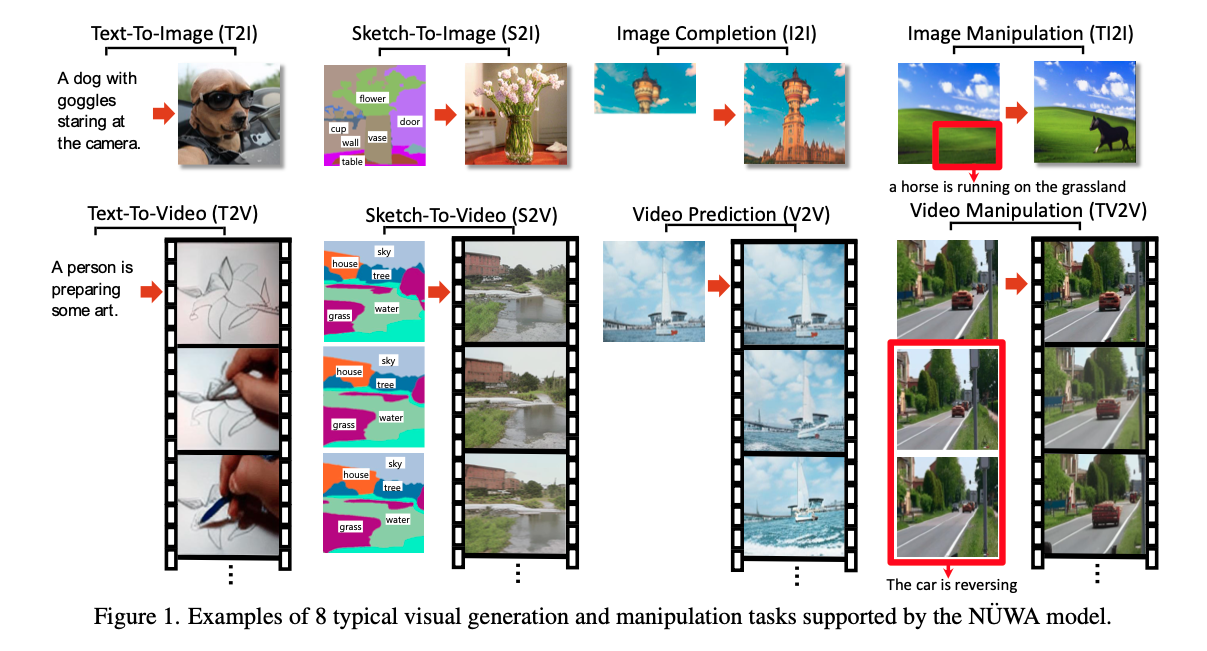 Text-To-Image (T2I)
Sketch-To-Image (S2I)
Image Completion (I2I)
Image Manipulation (TI2I)
A dog with
goggles
staring at
the camera.
flower
cup
door
wall
vase
table
a horse is running on the grassland
Text-To-Video (T2V)
Sketch-To-Video (S2V)
Video Prediction (V2V)
Video Manipulation (TV2V)
A person is
preparing
some art.
sky
house
tree
water
grass
sky
house
tree
water
grass
sky
house
tree
water
grass
The car is reversing
Figure 1. Examples of 8 typical visual generation and manipulation tasks supported by the NÜWA model.